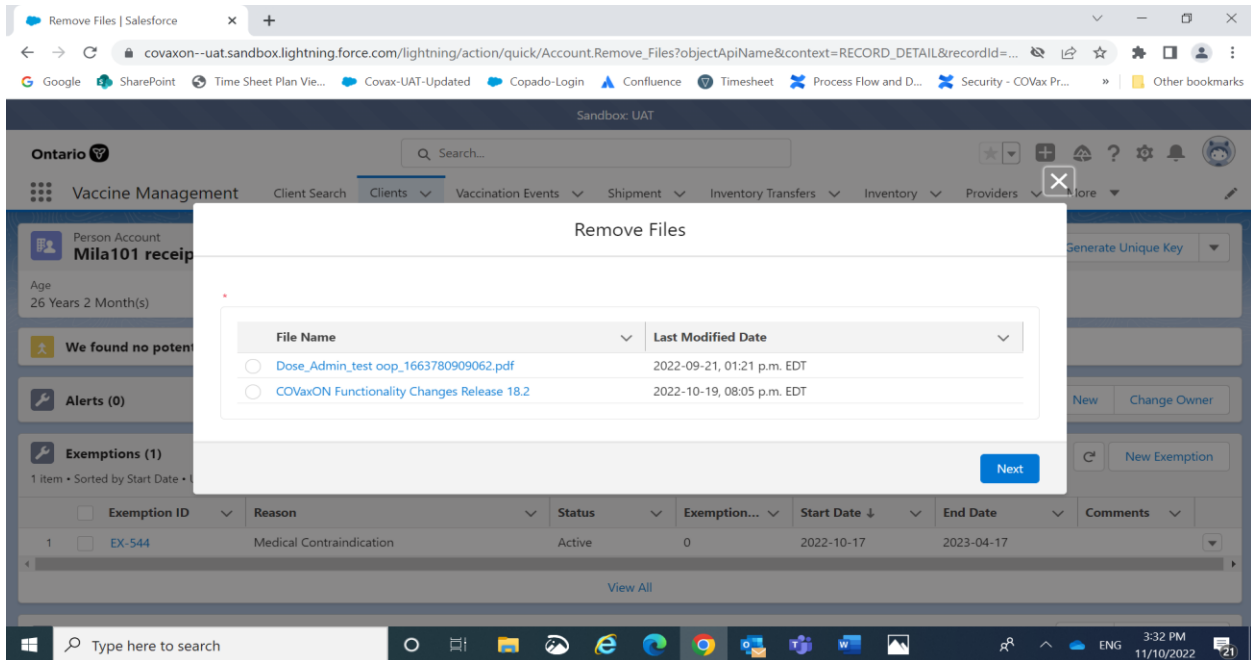 Remove Files | Salesforce
covaxon--uat.sandbox.lightning.force.com/lightning/action/quick/Account.Remove_Files?objectApiName&context=RECORD_DETAIL&recordId=...
Google SharePoint Time Sheet Plan Vie... Covax-UAT-Updated Copado-Login Confluence Timesheet Process Flow and D... Security - COVax Pr... » Other bookmarks
Sandbox: UAT
Ontario Search...
Vaccine Management Client Search Clients Vaccination Events Shipment Inventory Transfers Inventory Providers More
Remove Files
Person Account
Mila101 receip
Generate Unique Key
Age
26 Years 2 Month(s)
*
File Name Last Modified Date
We found no potent
Dose_Admin_test oop_1663780909062.pdf 2022-09-21, 01:21 p.m. EDT
COVaxON Functionality Changes Release 18.2 2022-10-19, 08:05 p.m. EDT
Alerts (0) New Change Owner
Exemptions (1) Next New Exemption
1 item • Sorted by Start Date • U
Exemption ID Reason Status Exemption... Start Date ↓ End Date Comments
1 EX-544 Medical Contraindication Active 0 2022-10-17 2023-04-17
View All
Type here to search ENG 3:32 PM
11/10/2022
21